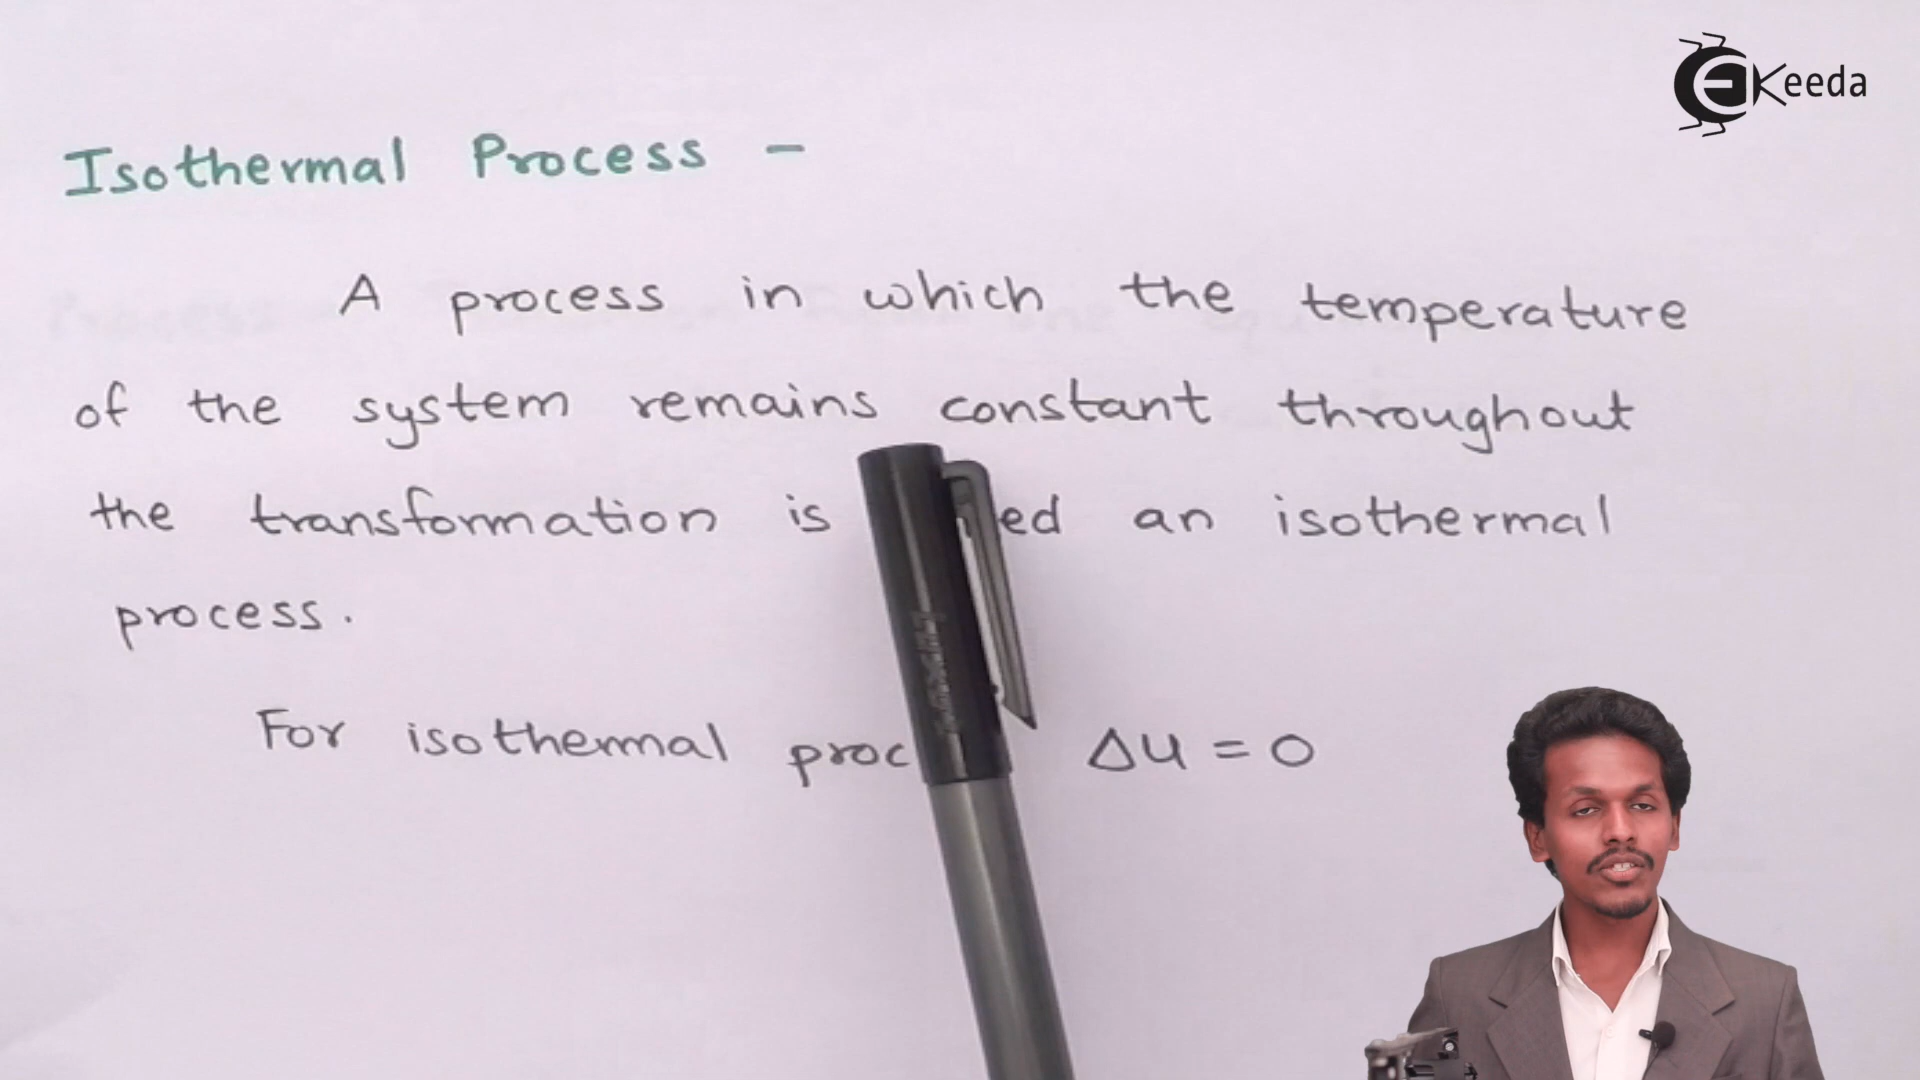 Keeda
Isothermal Process -
A process in which the temperature
of the system remains constant throughout
the transformation is ed an isothermal
process.
For isothermal proc ΔU = 0